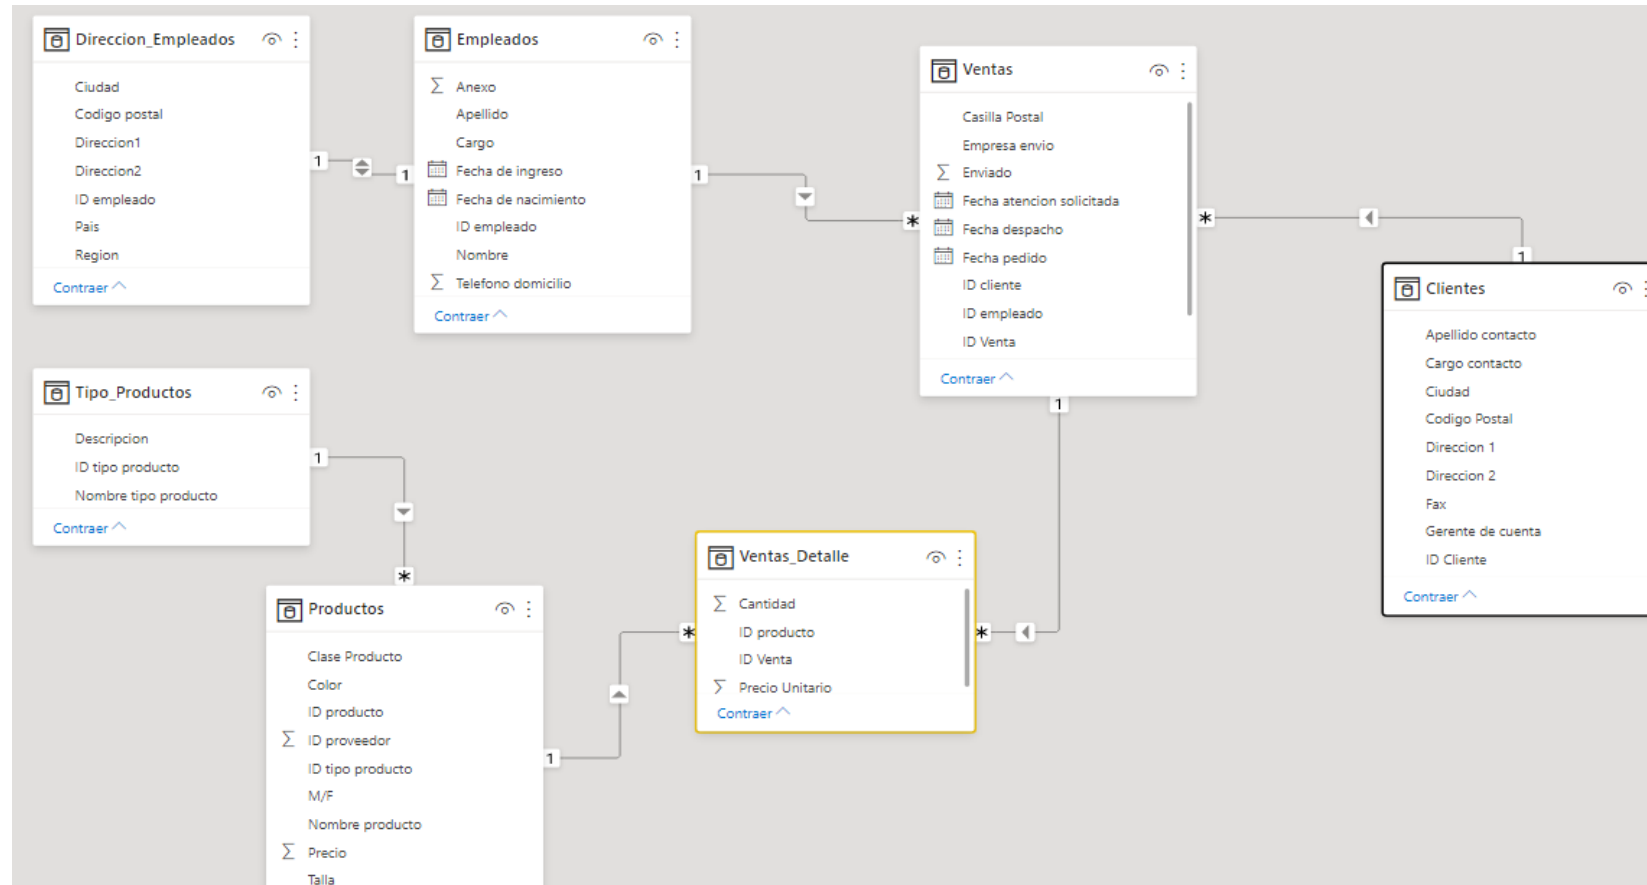 Direccion_Empleados
Ciudad
Codigo postal
Direccion1
Direccion2
ID empleado
Pais
Region
Contraer
Empleados
Anexo
Apellido
Cargo
Fecha de ingreso
Fecha de nacimiento
ID empleado
Nombre
Telefono domicilio
Contraer
Ventas
Casilla Postal
Empresa envio
Enviado
Fecha atencion solicitada
Fecha despacho
Fecha pedido
ID cliente
ID empleado
ID Venta
Contraer
Clientes
Apellido contacto
Cargo contacto
Ciudad
Codigo Postal
Direccion 1
Direccion 2
Fax
Gerente de cuenta
ID Cliente
Contraer
Tipo_Productos
Descripcion
ID tipo producto
Nombre tipo producto
Contraer
Productos
Clase Producto
Color
ID producto
ID proveedor
ID tipo producto
M/F
Nombre producto
Precio
Talla
Ventas_Detalle
Cantidad
ID producto
ID Venta
Precio Unitario
Contraer
1
1
1
*
*
1
1
*
1
*
1
*